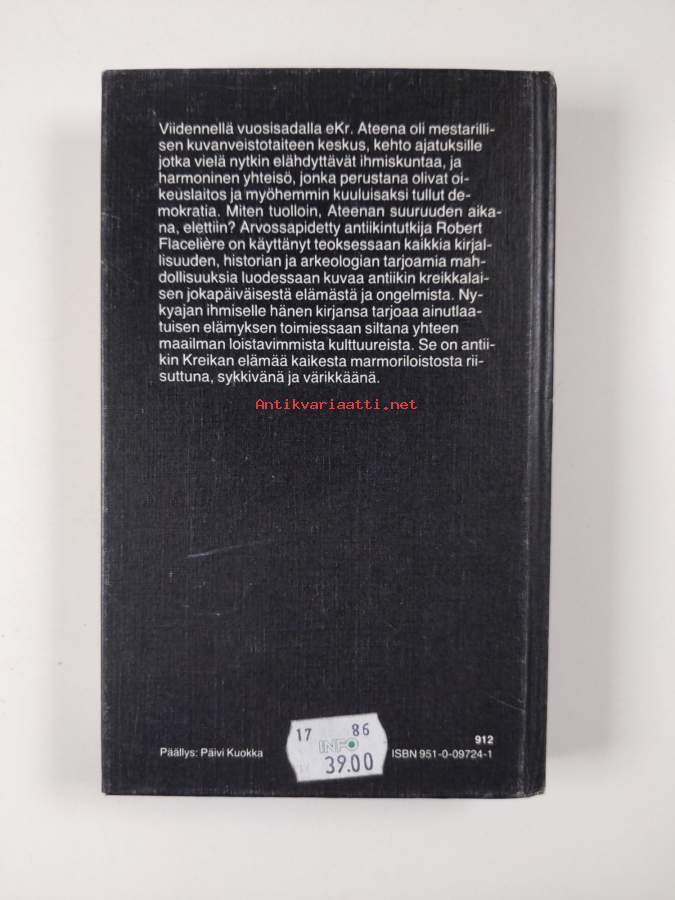 Viidennellä vuosisadalla eKr. Ateena oli mestarilli-
sen kuvanveistotaiteen keskus, kehto ajatuksille
jotka vielä nytkin elähdyttävät ihmiskuntaa, ja
harmoninen yhteisö, jonka perustana olivat oi-
keuslaitos ja myöhemmin kuuluisaksi tullut de-
mokratia. Miten tuolloin, Ateenan suuruuden aika-
na, elettiin? Arvossapidetty antiikintutkija Robert
Flacelière on käyttänyt teoksessaan kaikkia kirjal-
lisuuden, historian ja arkeologian tarjoamia mah-
dollisuuksia luodessaan kuvaa antiikin kreikkalai-
sen jokapäiväisestä elämästä ja ongelmista. Ny-
kyajan ihmiselle hänen kirjansa tarjoaa ainutlaa-
tuisen elämyksen toimiessaan siltana yhteen
maailman loistavimmista kulttuureista. Se on antii-
kin Kreikan elämää kaikesta marmoriloistosta rii-
suttuna, sykkivänä ja värikkäänä.
Antikvariaatti.net
17 86
INFO
39.00
Päällys: Päivi Kuokka
912
ISBN 951-0-09724-1